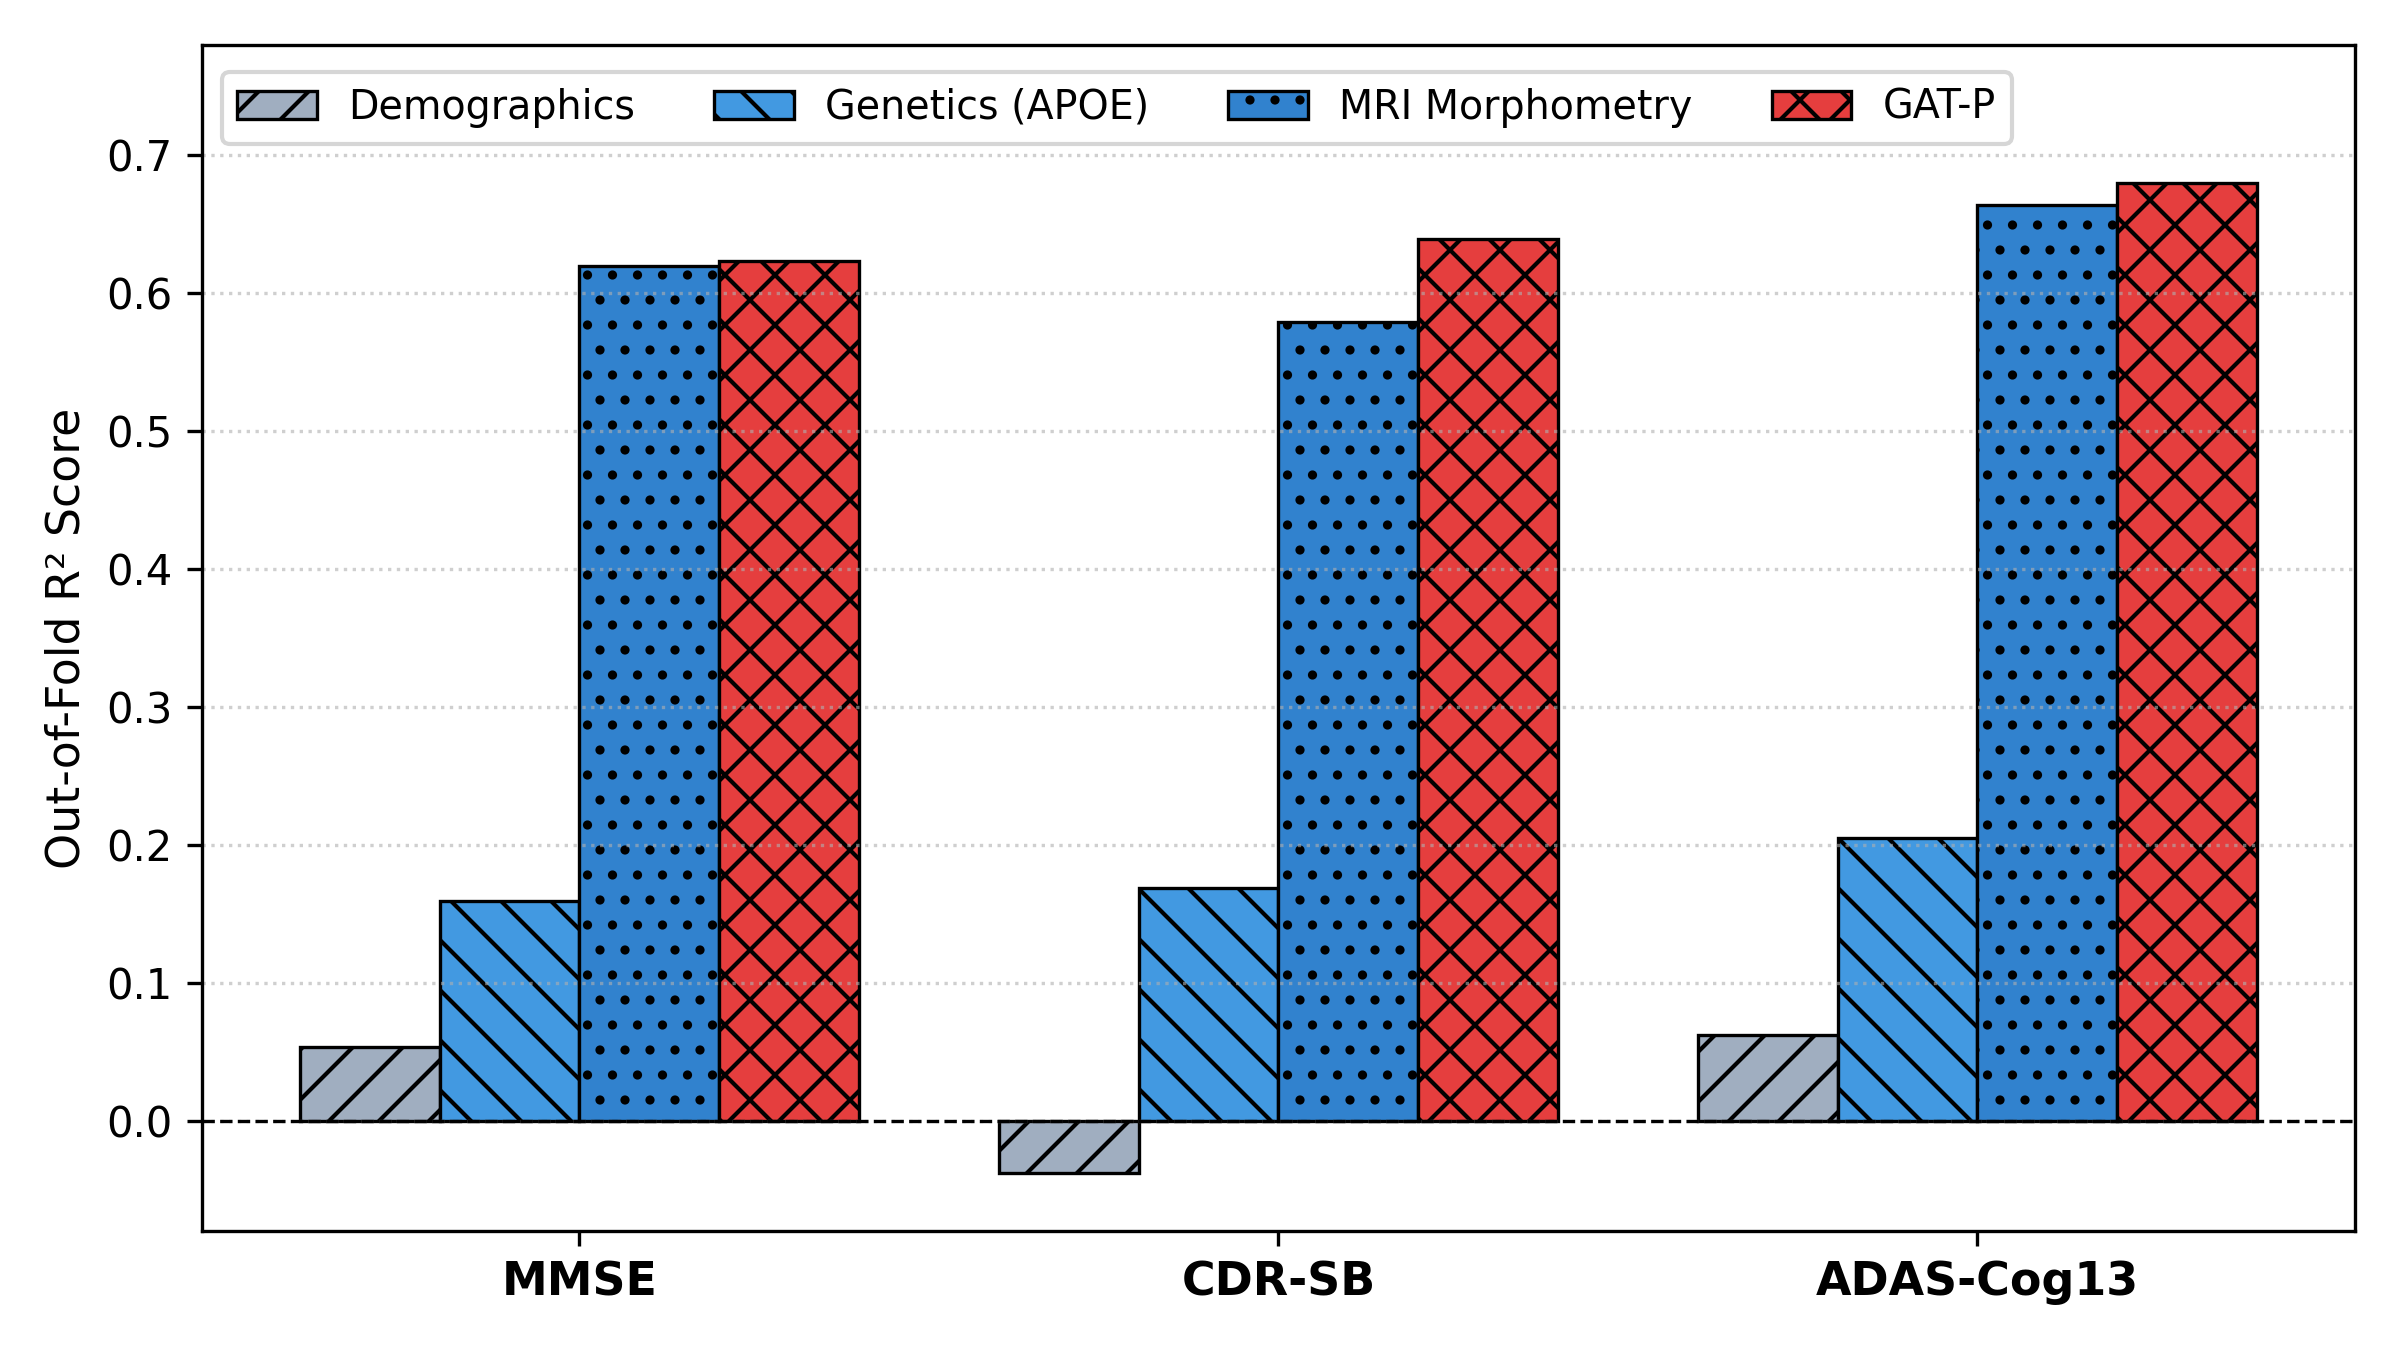 Demographics Genetics (APOE) MRI Morphometry GAT-P
Out-of-Fold R² Score
0.7
0.6
0.5
0.4
0.3
0.2
0.1
0.0
MMSE CDR-SB ADAS-Cog13